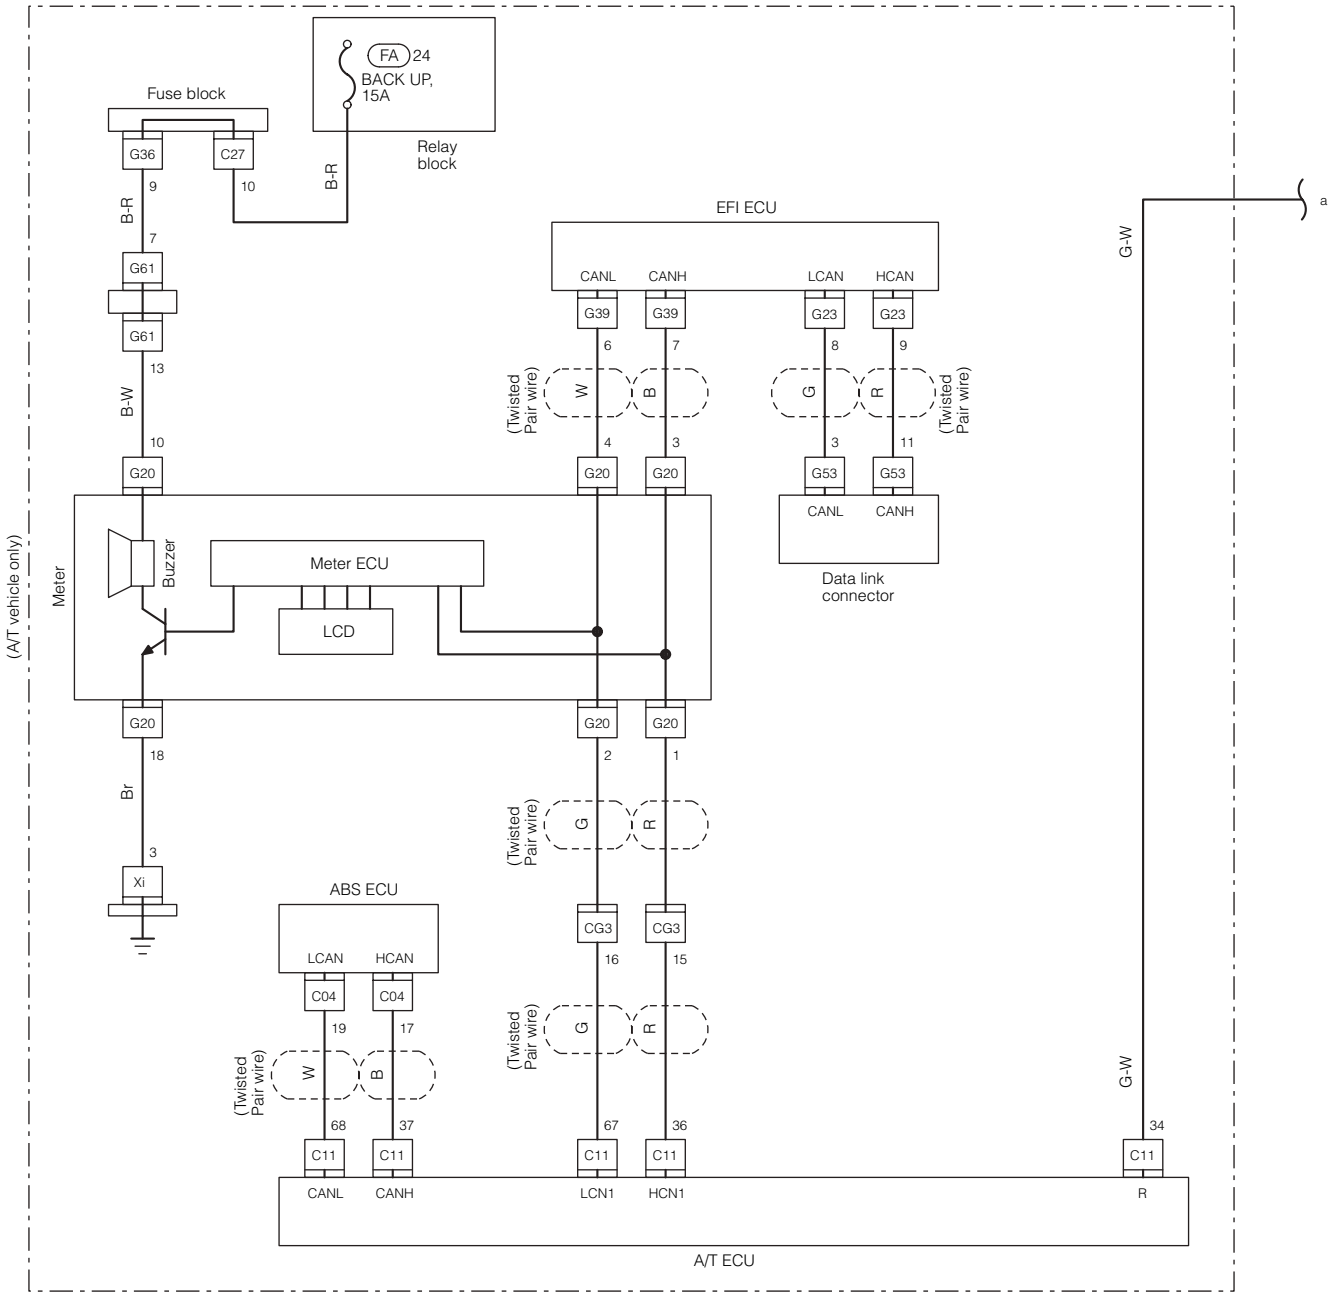 FA 24
BACK UP,
15A
Fuse block
Relay
block
G36
C27
9
10
B-R
B-R
7
G61
G61
13
B-W
10
G20
EFI ECU
CANL
CANH
LCAN
HCAN
G39
G39
G23
G23
6
7
8
9
(Twisted
Pair wire)
W
B
G
R
(Twisted
Pair wire)
4
3
3
11
G20
G20
G53
G53
CANL
CANH
Data link
connector
a
G-W
(A/T vehicle only)
Meter
Buzzer
Meter ECU
LCD
G20
G20
G20
18
2
1
Br
(Twisted
Pair wire)
G
R
3
Xi
ABS ECU
LCAN
HCAN
C04
C04
19
17
CG3
CG3
16
15
(Twisted
Pair wire)
G
R
(Twisted
Pair wire)
W
B
G-W
68
37
67
36
34
C11
C11
C11
C11
C11
CANL
CANH
LCN1
HCN1
R
A/T ECU